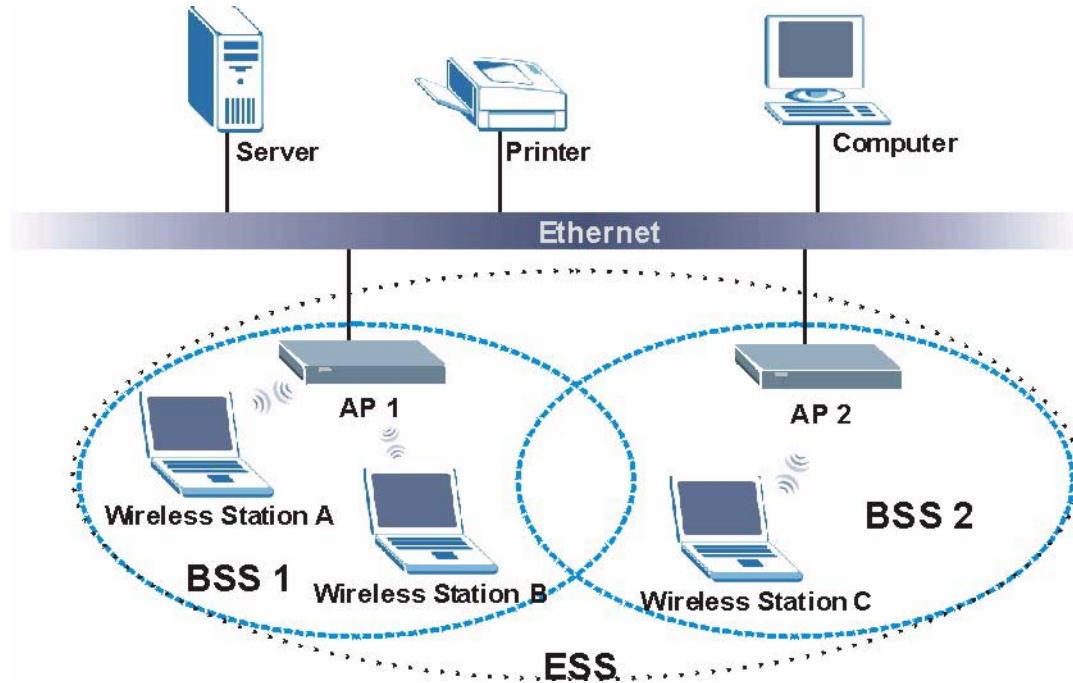 Server
Printer
Computer
Ethernet
AP 1
AP 2
Wireless Station A
BSS 2
BSS 1
Wireless Station B
Wireless Station C
ESS